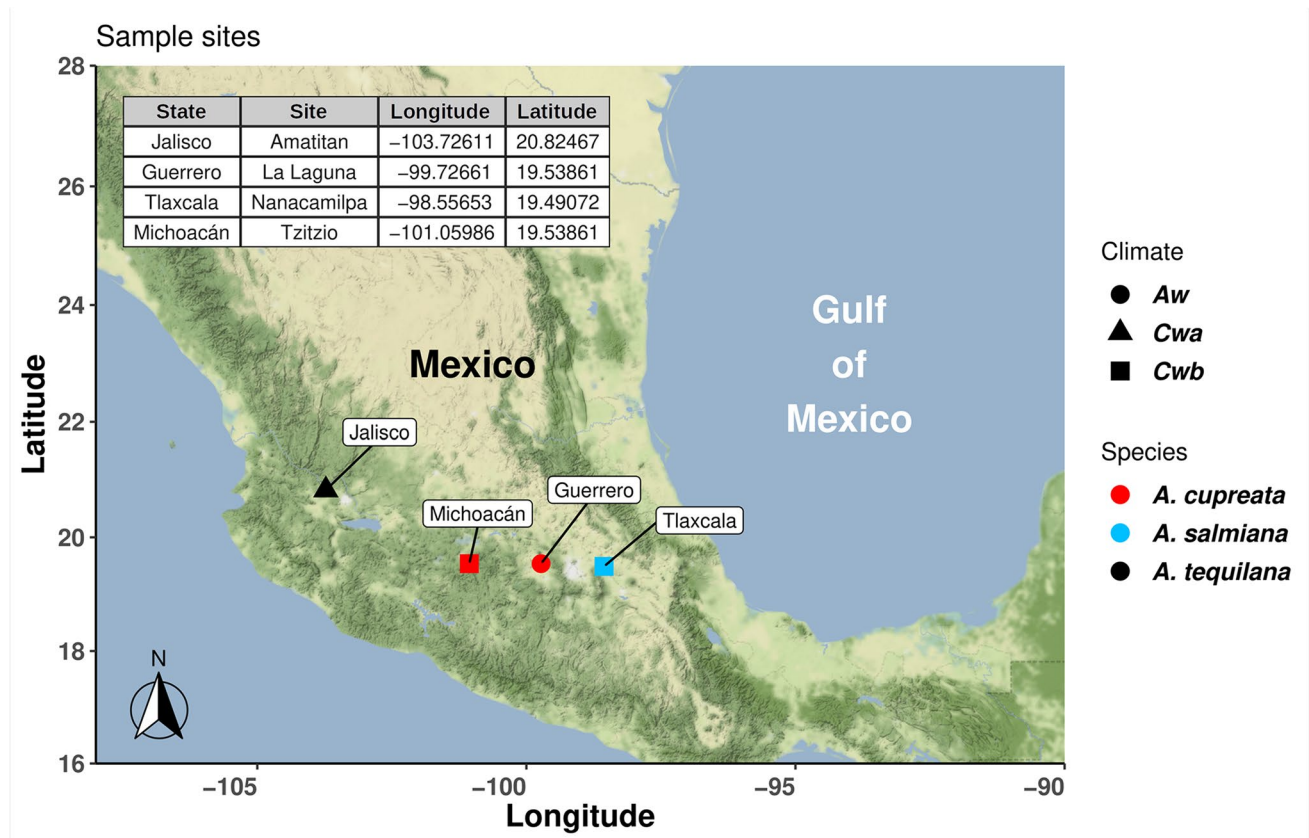 Sample sites
28
26
24
22
20
18
16
Latitude
State Site Longitude Latitude
Jalisco Amatitan −103.72611 20.82467
Guerrero La Laguna −99.72661 19.53861
Tlaxcala Nanacamilpa −98.55653 19.49072
Michoacán Tzitzio −101.05986 19.53861
Mexico
Gulf
of
Mexico
Jalisco
Michoacán
Guerrero
Tlaxcala
N
−105 −100 −95 −90
Longitude
Climate
Aw
Cwa
Cwb
Species
A. cupreata
A. salmiana
A. tequilana